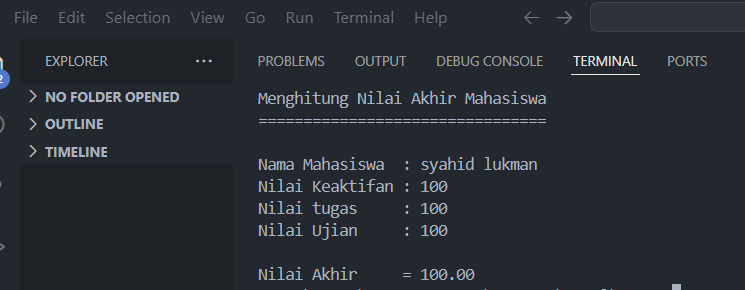 File Edit Selection View Go Run Terminal Help
2
EXPLORER ...
NO FOLDER OPENED
OUTLINE
TIMELINE
PROBLEMS OUTPUT DEBUG CONSOLE TERMINAL PORTS
Menghitung Nilai Akhir Mahasiswa
================================
Nama Mahasiswa : syahid lukman
Nilai Keaktifan : 100
Nilai tugas : 100
Nilai Ujian : 100
Nilai Akhir = 100.00